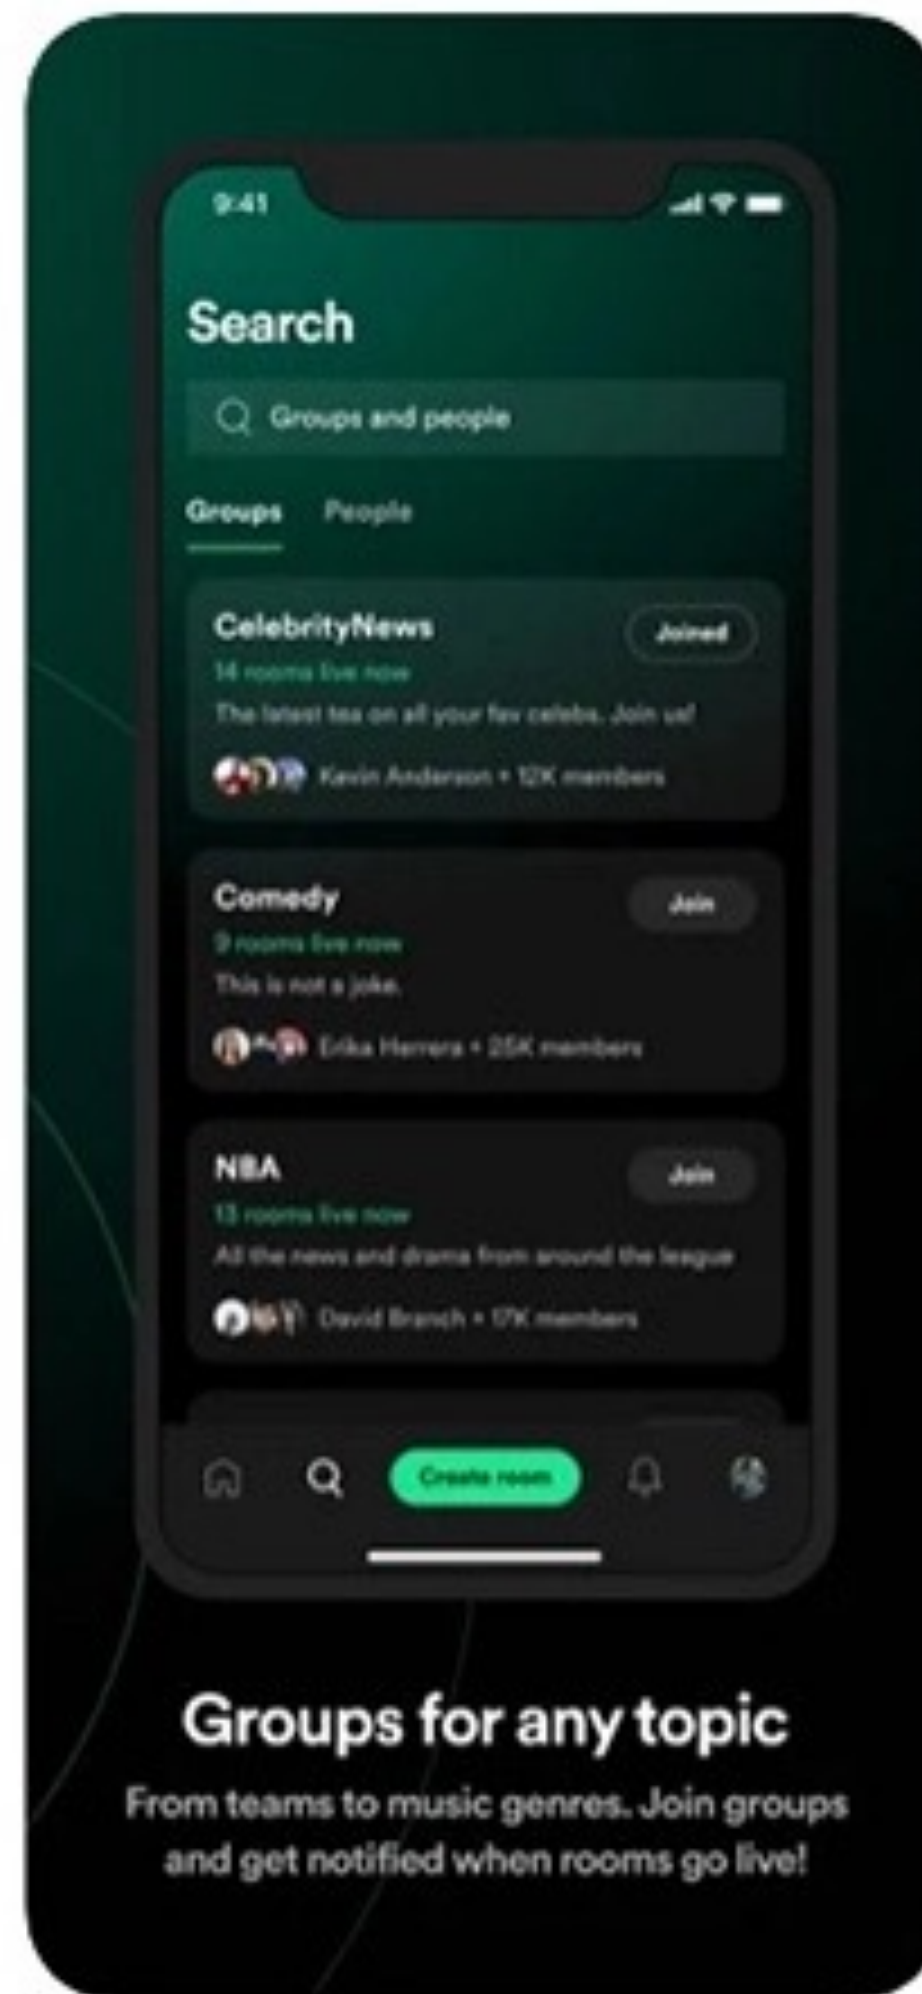 9:41
Search
Groups and people
Groups People
CelebrityNews
Joined
14 rooms live now
The latest tea on all your fav celebs. Join us!
Kevin Anderson • 12K members
Comedy
Join
9 rooms live now
This is not a joke.
Erika Herrera • 25K members
NBA
Join
13 rooms live now
All the news and drama from around the league
David Branch • 17K members
Create room
Groups for any topic
From teams to music genres. Join groups
and get notified when rooms go live!